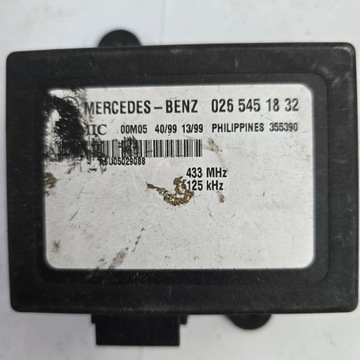 MERCEDES-BENZ 026 545 18 32
00M05 40/99 13/99 PHILIPPINES 355390
433 MHz
125 kHz